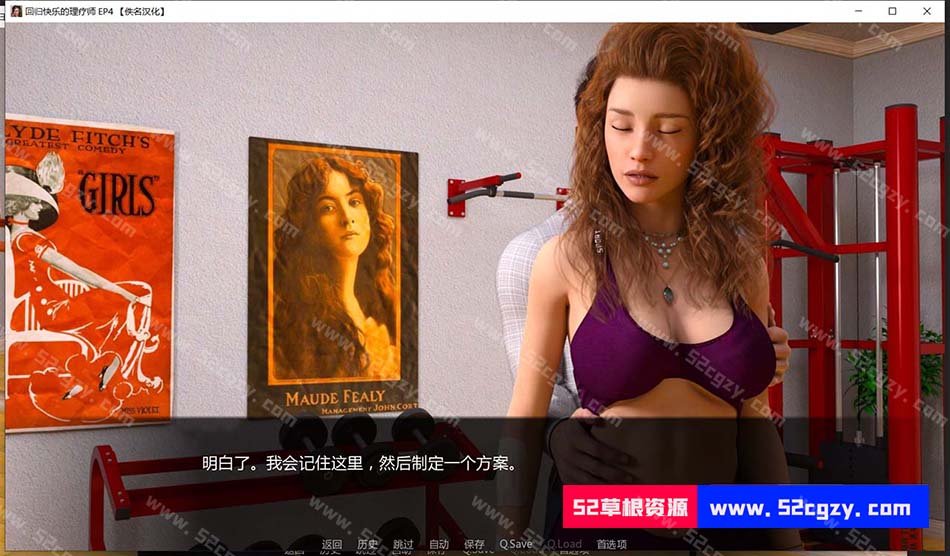 回归快乐的理疗师 EP4 【佚名汉化】
LYDE FITCH'S
GREATEST COMEDY
"GIRLS"
MISS VIOLET
MAUDE FEALY
MANAGEMENT JOHN CORT
明白了。我会记住这里，然后制定一个方案。
52草根资源
www.52cgzy.com
返回 历史 跳过 自动 保存 Q.Save Q.Load 首选项